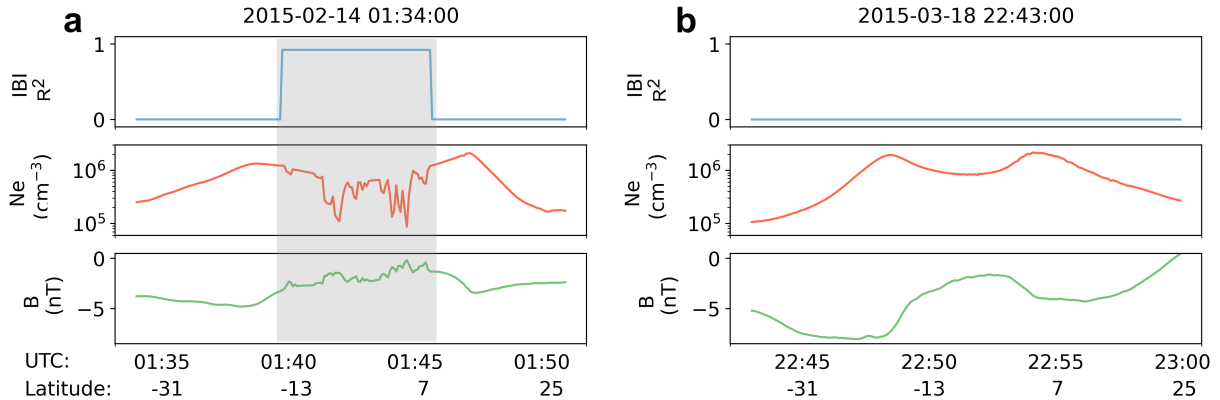 a 2015-02-14 01:34:00
IBI
R²
1
0
Ne
(cm⁻³)
10⁶
10⁵
B
(nT)
0
−5
UTC: 01:35 01:40 01:45 01:50
Latitude: -31 -13 7 25
b 2015-03-18 22:43:00
IBI
R²
1
0
Ne
(cm⁻³)
10⁶
10⁵
B
(nT)
0
−5
22:45 22:50 22:55 23:00
-31 -13 7 25